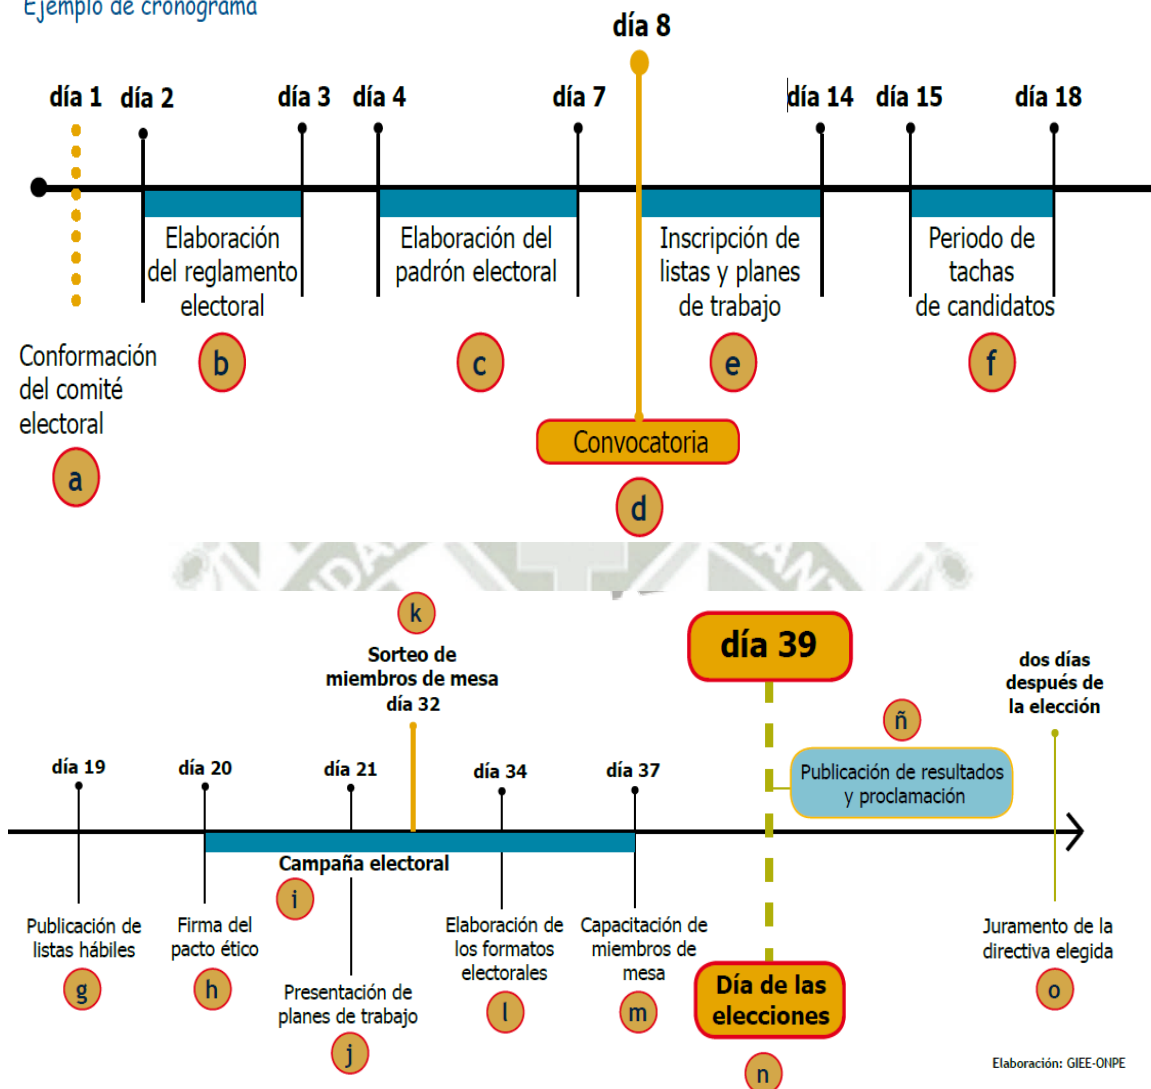 Ejemplo de cronograma
día 8
día 1
día 2
día 3
día 4
día 7
día 14
día 15
día 18
Elaboración
del reglamento
electoral
b
Elaboración del
padrón electoral
c
Inscripción de
listas y planes
de trabajo
e
Periodo de
tachas
de candidatos
f
Conformación
del comité
electoral
a
Convocatoria
d
k
Sorteo de
miembros de mesa
día 32
día 39
dos días
después de
la elección
ñ
Publicación de resultados
y proclamación
día 19
día 20
día 21
día 34
día 37
Campaña electoral
i
Publicación de
listas hábiles
g
Firma del
pacto ético
h
Presentación de
planes de trabajo
j
Elaboración de
los formatos
electorales
l
Capacitación de
miembros de
mesa
m
Día de las
elecciones
n
Juramento de la
directiva elegida
o
Elaboración: GIEE-ONPE